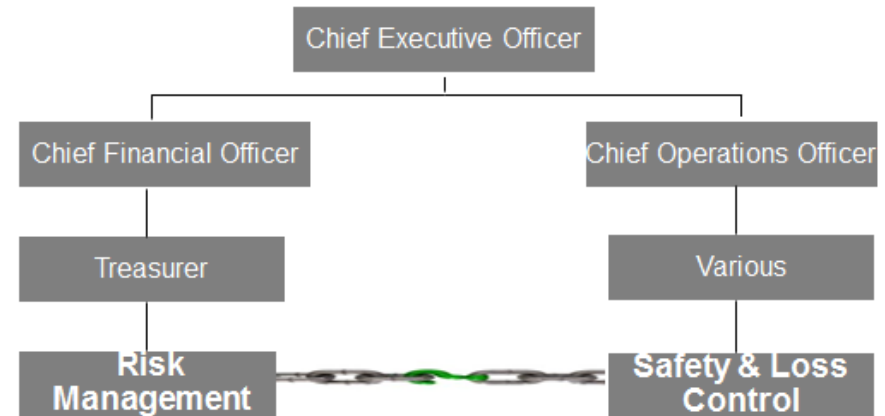 Chief Executive Officer
Chief Financial Officer
Chief Operations Officer
Treasurer
Various
Risk
Management
Safety & Loss
Control